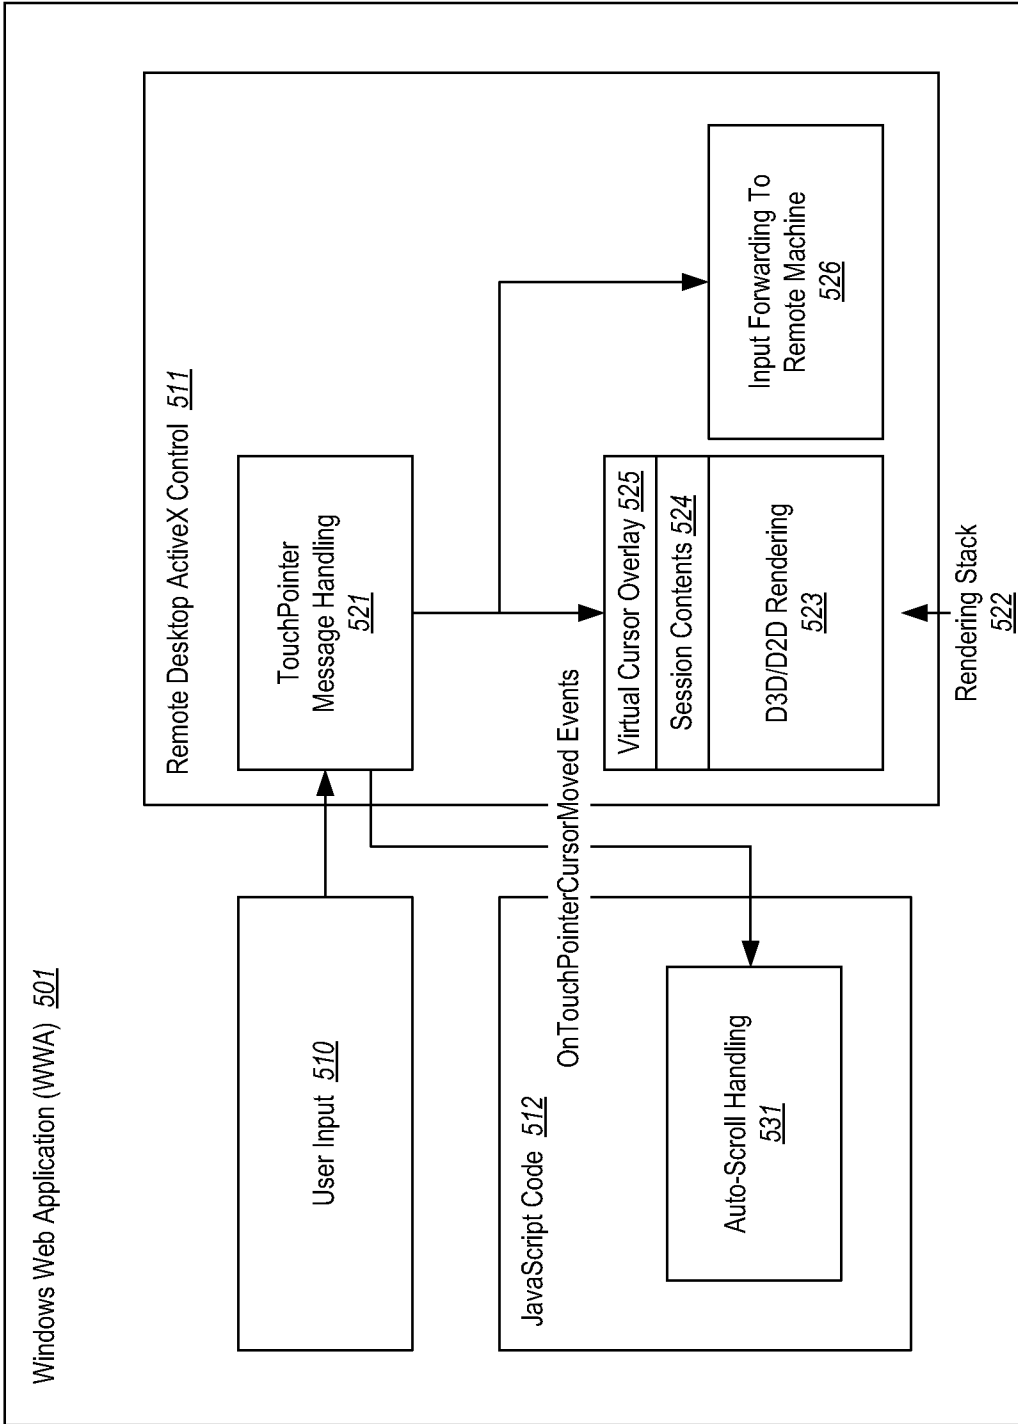 Windows Web Application (WWA) 501
User Input 510
Remote Desktop ActiveX Control 511
TouchPointer
Message Handling
521
JavaScript Code 512
OnTouchPointerCursorMoved Events
Auto-Scroll Handling
531
Virtual Cursor Overlay 525
Session Contents 524
D3D/D2D Rendering
523
Input Forwarding To
Remote Machine
526
Rendering Stack
522